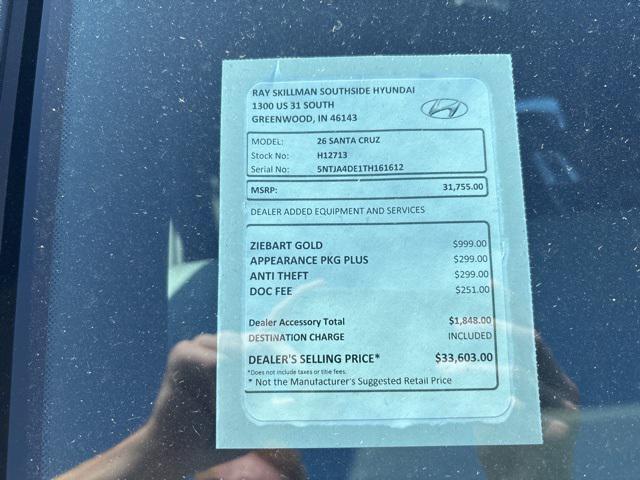 RAY SKILLMAN SOUTHSIDE HYUNDAI
1300 US 31 SOUTH
GREENWOOD, IN 46143
MODEL: 26 SANTA CRUZ
Stock No: H12713
Serial No: 5NTJA4DE1TH161612
MSRP: 31,755.00
DEALER ADDED EQUIPMENT AND SERVICES
ZIEBART GOLD $999.00
APPEARANCE PKG PLUS $299.00
ANTI THEFT $299.00
DOC FEE $251.00
Dealer Accessory Total $1,848.00
DESTINATION CHARGE INCLUDED
DEALER'S SELLING PRICE* $33,603.00
*Does not include taxes or title fees.
* Not the Manufacturer's Suggested Retail Price